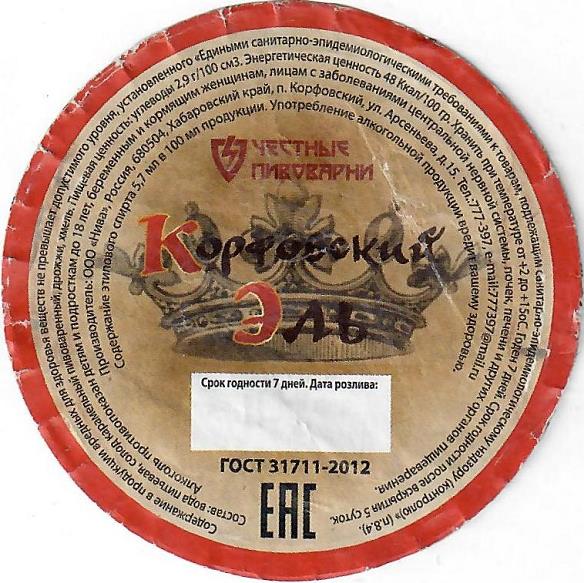 Содержание в продукции вредных для здоровья веществ не превышает допустимого уровня, установленного «Едиными санитарно-эпидемиологическими требованиями к товарам, подлежащим санитарно-эпидемиологическому надзору (контролю)» (п.8.4).
Состав: вода питьевая, солод карамельный, пивоваренный, дрожжи, хмель. Пищевая ценность: углеводы 2,9 г/100 см3. Энергетическая ценность 48 Ккал/100 гр. Хранить при температуре от +2 до +15оС. Годен 7 дней. Срок годности после вскрытия 5 суток.
Алкоголь противопоказан детям и подросткам до 18 лет, беременным и кормящим женщинам, лицам с заболеваниями центральной нервной системы, почек, печени и других органов пищеварения.
Производитель: ООО «Нива», Россия, 680504, Хабаровский край, п. Корфовский, ул. Арсеньева, д.15. Тел.:777-397, e-mail:777397@mail.ru
Содержание этилового спирта 5,7 мл в 100 мл продукции. Употребление алкогольной продукции вредит вашему здоровью.
ЧЕСТНЫЕ
ПИВОВАРНИ
Корфовский
Эль
Срок годности 7 дней. Дата розлива:
ГОСТ 31711-2012
EAC